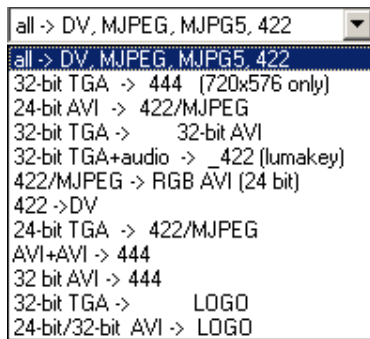 all -> DV, MJPEG, MJPG5, 422
all -> DV, MJPEG, MJPG5, 422
32-bit TGA -> 444 (720x576 only)
24-bit AVI -> 422/MJPEG
32-bit TGA -> 32-bit AVI
32-bit TGA+audio -> _422 (lumakey)
422/MJPEG -> RGB AVI (24 bit)
422 ->DV
24-bit TGA -> 422/MJPEG
AVI+AVI -> 444
32 bit AVI -> 444
32-bit TGA -> LOGO
24-bit/32-bit AVI -> LOGO